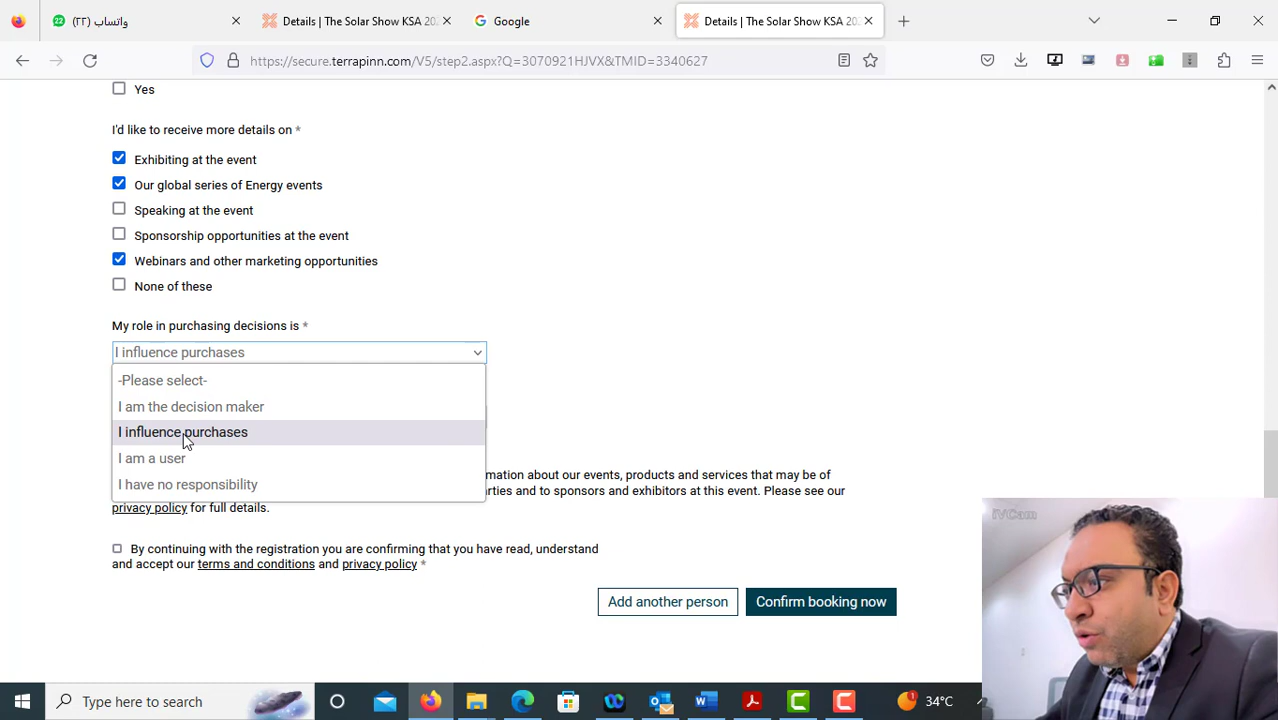 واتساب (٢٢)
22
Details | The Solar Show KSA 202
Google
Details | The Solar Show KSA 202
https://secure.terrapinn.com/V5/step2.aspx?Q=3070921HJVX&TMID=3340627
Yes
I'd like to receive more details on *
Exhibiting at the event
Our global series of Energy events
Speaking at the event
Sponsorship opportunities at the event
Webinars and other marketing opportunities
None of these
My role in purchasing decisions is *
I influence purchases
-Please select-
I am the decision maker
I influence purchases
I am a user
I have no responsibility
mation about our events, products and services that may be of
arties and to sponsors and exhibitors at this event. Please see our
privacy policy for full details.
By continuing with the registration you are confirming that you have read, understand
and accept our terms and conditions and privacy policy *
Add another person
Confirm booking now
iVCam
Type here to search
1
34°C